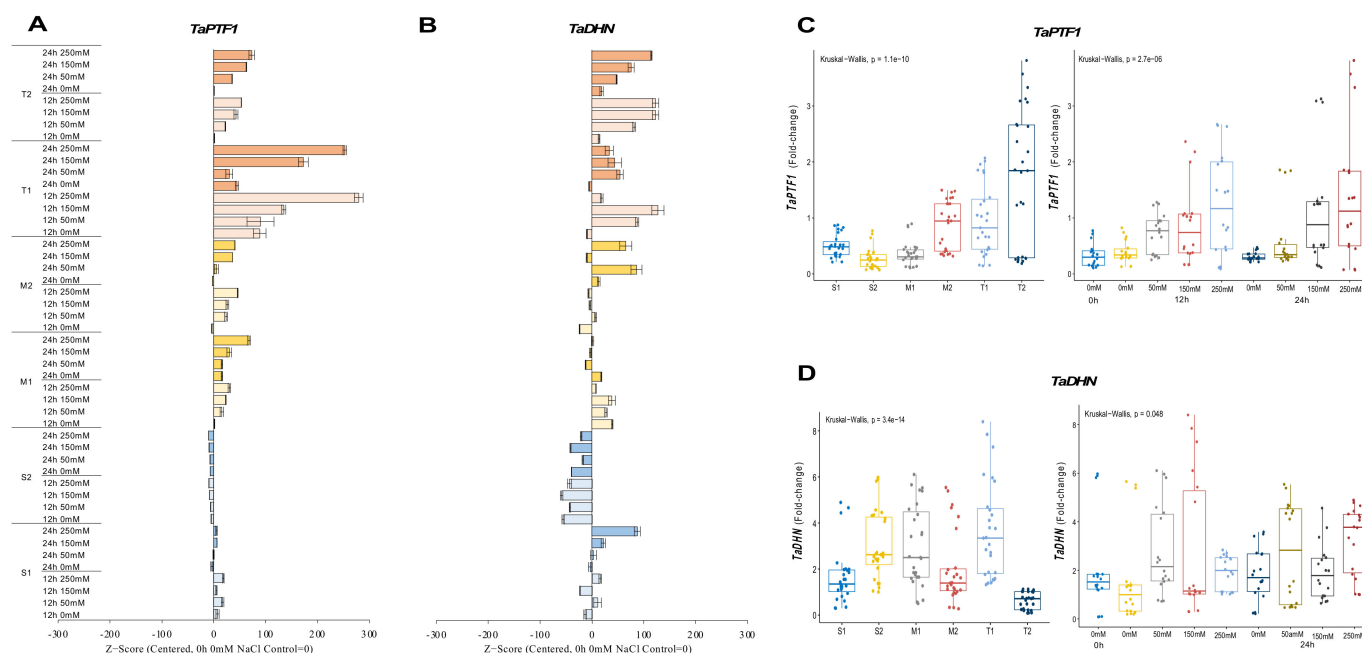 A
TaPTF1
T2
24h 250mM
24h 150mM
24h 50mM
24h 0mM
12h 250mM
12h 150mM
12h 50mM
12h 0mM
T1
24h 250mM
24h 150mM
24h 50mM
24h 0mM
12h 250mM
12h 150mM
12h 50mM
12h 0mM
M2
24h 250mM
24h 150mM
24h 50mM
24h 0mM
12h 250mM
12h 150mM
12h 50mM
12h 0mM
M1
24h 250mM
24h 150mM
24h 50mM
24h 0mM
12h 250mM
12h 150mM
12h 50mM
12h 0mM
S2
24h 250mM
24h 150mM
24h 50mM
24h 0mM
12h 250mM
12h 150mM
12h 50mM
12h 0mM
S1
24h 250mM
24h 150mM
24h 50mM
24h 0mM
12h 250mM
12h 150mM
12h 50mM
12h 0mM
-300 -200 -100 0 100 200 300
Z−Score (Centered, 0h 0mM NaCl Control=0)
B
TaDHN
-300 -200 -100 0 100 200 300
Z−Score (Centered, 0h 0mM NaCl Control=0)
C
TaPTF1
Kruskal−Wallis, p = 1.1e−10
TaPTF1 (Fold−change)
3
2
1
0
S1 S2 M1 M2 T1 T2
Kruskal−Wallis, p = 2.7e−06
TaPTF1 (Fold−change)
3
2
1
0
0mM 0mM 50mM 150mM 250mM 0mM 50mM 150mM 250mM
0h 12h 24h
D
TaDHN
Kruskal−Wallis, p = 3.4e−14
TaDHN (Fold−change)
8
6
4
2
0
S1 S2 M1 M2 T1 T2
Kruskal−Wallis, p = 0.048
TaDHN (Fold−change)
8
6
4
2
0
0mM 0mM 50mM 150mM 250mM 0mM 50amM 150mM 250mM
0h 24h